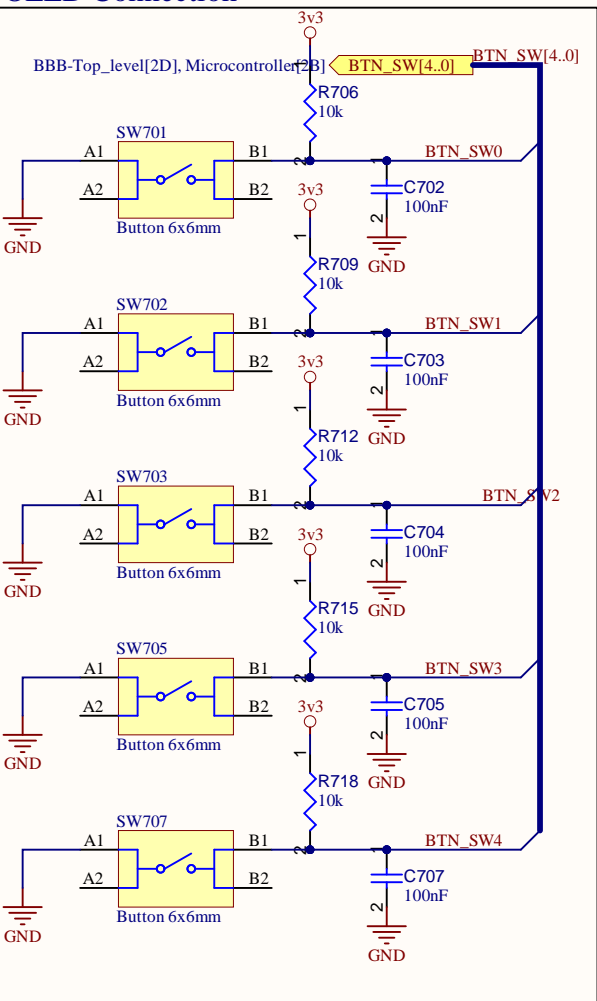 3v3
BBB-Top_level[2D], Microcontroller[2B]
BTN_SW[4..0]
BTN_SW[4..0]
1
R706
10k
2
SW701
A1
B1
A2
B2
Button 6x6mm
GND
BTN_SW0
1
C702
100nF
2
GND
3v3
1
R709
10k
2
SW702
A1
B1
A2
B2
Button 6x6mm
GND
BTN_SW1
1
C703
100nF
2
GND
3v3
1
R712
10k
2
SW703
A1
B1
A2
B2
Button 6x6mm
GND
BTN_SW2
1
C704
100nF
2
GND
3v3
1
R715
10k
2
SW705
A1
B1
A2
B2
Button 6x6mm
GND
BTN_SW3
1
C705
100nF
2
GND
3v3
1
R718
10k
2
SW707
A1
B1
A2
B2
Button 6x6mm
GND
BTN_SW4
1
C707
100nF
2
GND